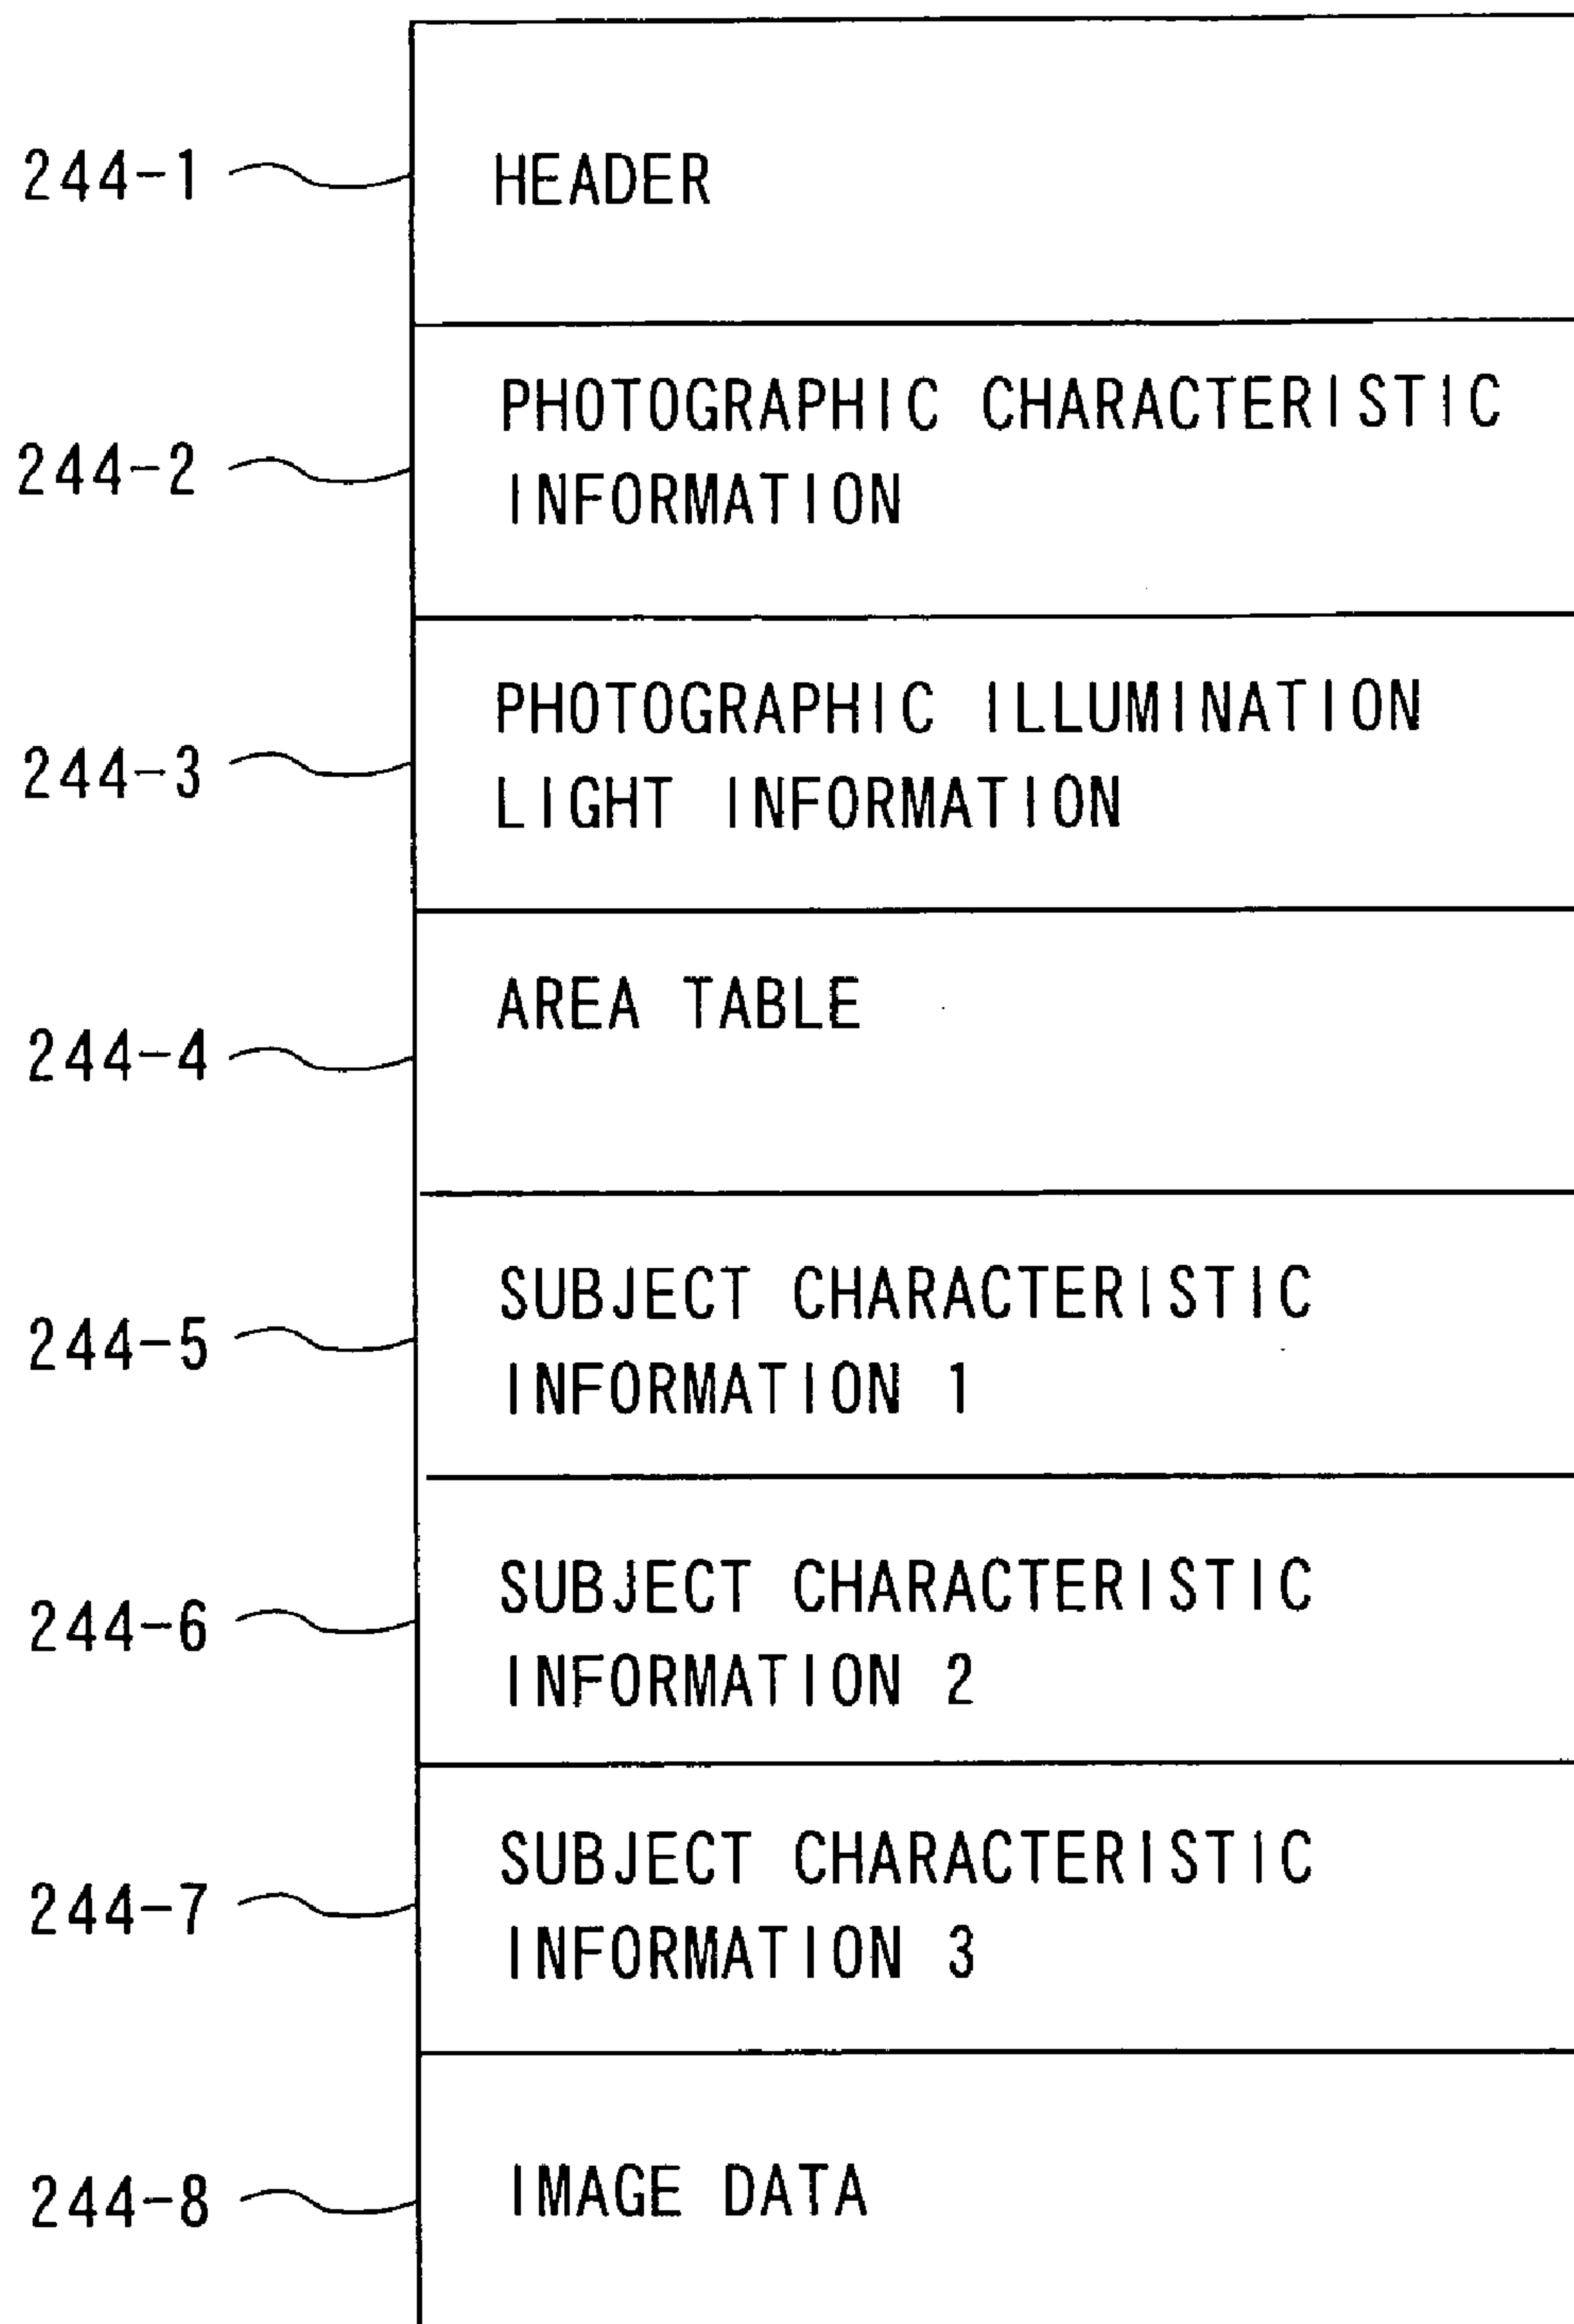 244-1 HEADER
244-2 PHOTOGRAPHIC CHARACTERISTIC
INFORMATION
244-3 PHOTOGRAPHIC ILLUMINATION
LIGHT INFORMATION
244-4 AREA TABLE
244-5 SUBJECT CHARACTERISTIC
INFORMATION 1
244-6 SUBJECT CHARACTERISTIC
INFORMATION 2
244-7 SUBJECT CHARACTERISTIC
INFORMATION 3
244-8 IMAGE DATA